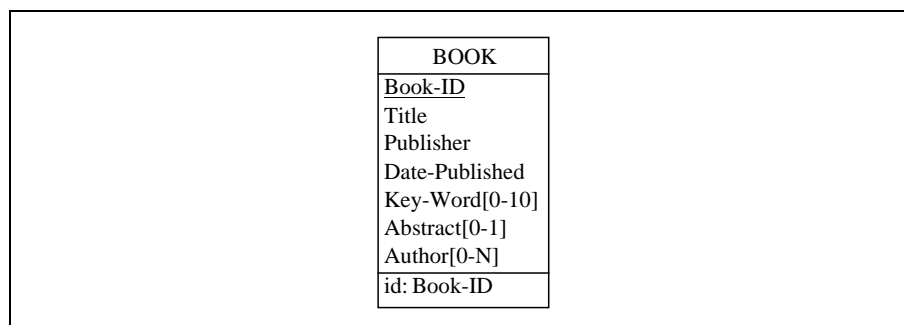 BOOK
Book-ID
Title
Publisher
Date-Published
Key-Word[0-10]
Abstract[0-1]
Author[0-N]
id: Book-ID